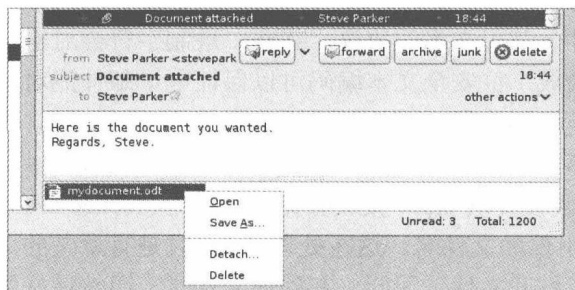 Document attached Steve Parker 18:44
from Steve Parker <stevepark reply forward archive junk delete
subject Document attached 18:44
to Steve Parker other actions
Here is the document you wanted.
Regards, Steve.
mydocument.odt
Open
Save As...
Unread: 3 Total: 1200
Detach...
Delete